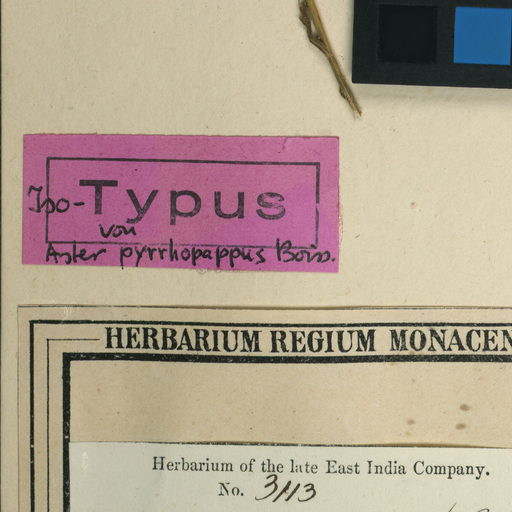 Iso-Typus
von
Aster pyrrhopappus Boiss.
HERBARIUM REGIUM MONACEN
Herbarium of the late East India Company.
No. 3113